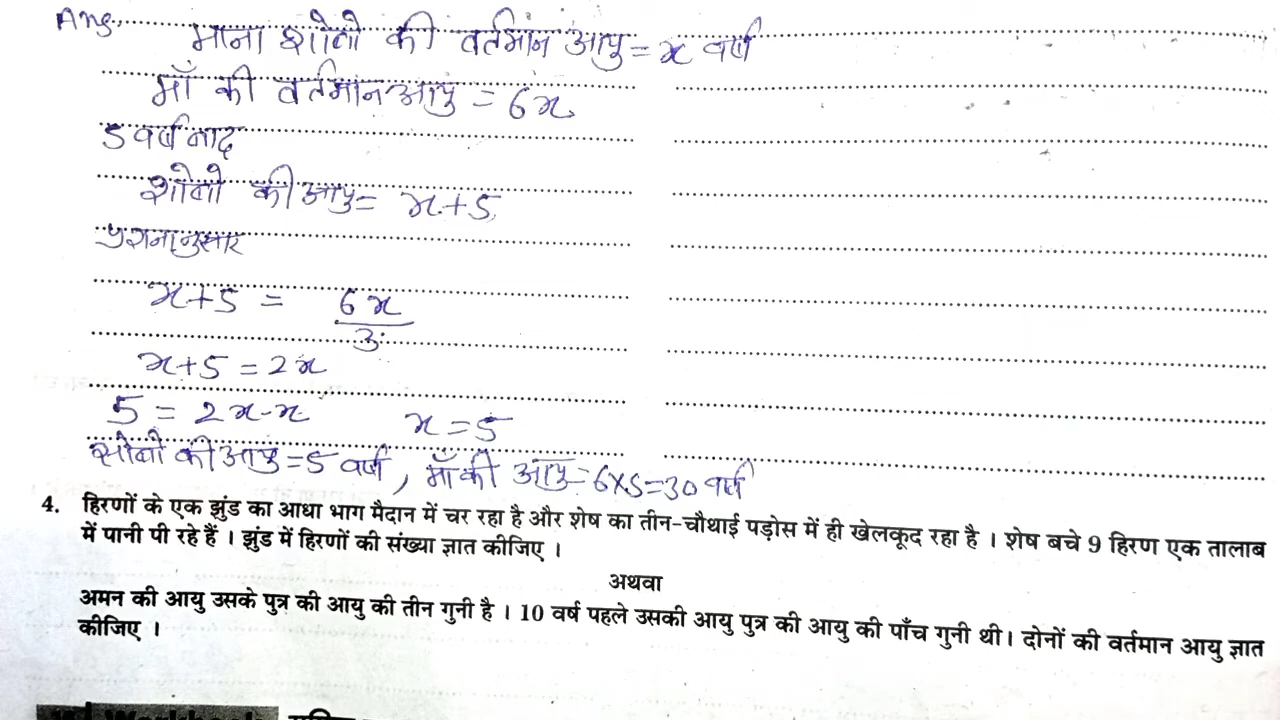 Ans.
माना शोभो की वर्तमान आयु = x वर्ष
माँ की वर्तमान आयु = 6x
5 वर्ष बाद
शोभो की आयु = x+5
प्रश्नानुसार
x+5 = 6x/3
x+5 = 2x
5 = 2x-x x=5
की आयु = 5 वर्ष, माँ की आयु = 6x5=30 वर्ष
4. हिरणों के एक झुंड का आधा भाग मैदान में चर रहा है और शेष का तीन-चौथाई पड़ोस में ही खेलकूद रहा है । शेष बचे 9 हिरण एक तालाब
में पानी पी रहे हैं । झुंड में हिरणों की संख्या ज्ञात कीजिए ।
अथवा
अमन की आयु उसके पुत्र की आयु की तीन गुनी है । 10 वर्ष पहले उसकी आयु पुत्र की आयु की पाँच गुनी थी। दोनों की वर्तमान आयु ज्ञात
कीजिए ।